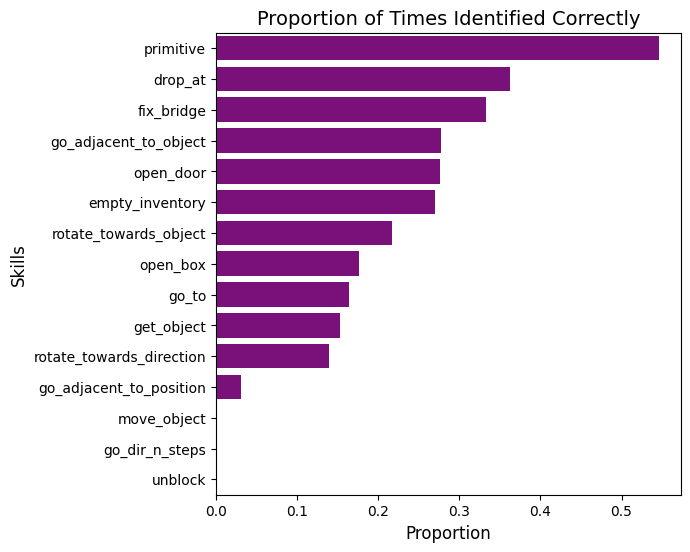 Proportion of Times Identified Correctly
primitive
drop_at
fix_bridge
go_adjacent_to_object
open_door
empty_inventory
rotate_towards_object
open_box
go_to
get_object
rotate_towards_direction
go_adjacent_to_position
move_object
go_dir_n_steps
unblock
Skills
0.0 0.1 0.2 0.3 0.4 0.5
Proportion